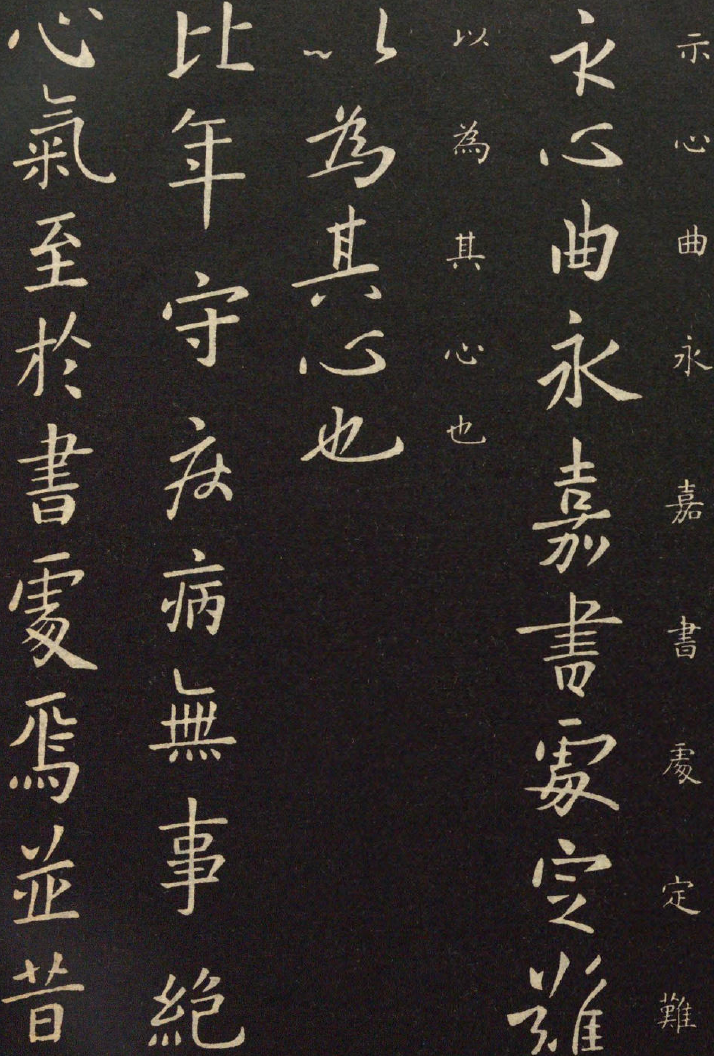 示心曲永嘉書處定難
示心曲永嘉書處定難
以為其心也
以為其心也
比年守疾病無事絕
心氣至於書處焉並昔